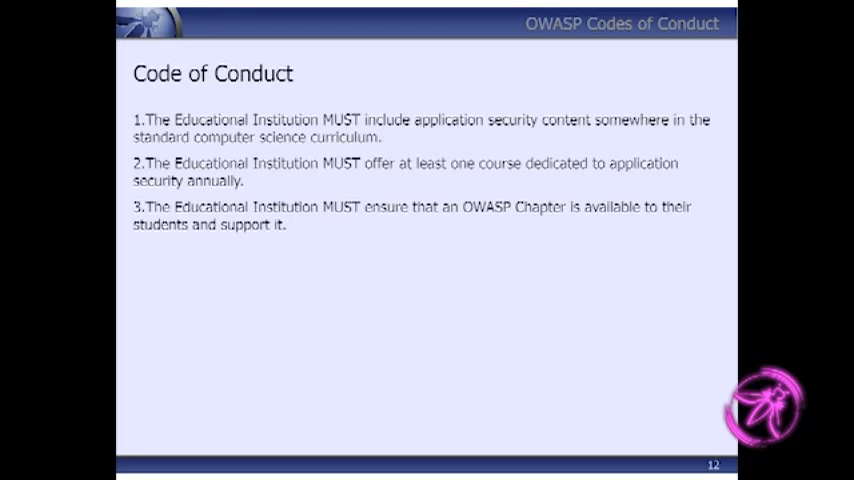 OWASP Codes of Conduct
Code of Conduct
1.The Educational Institution MUST include application security content somewhere in the
standard computer science curriculum.
2.The Educational Institution MUST offer at least one course dedicated to application
security annually.
3.The Educational Institution MUST ensure that an OWASP Chapter is available to their
students and support it.
12